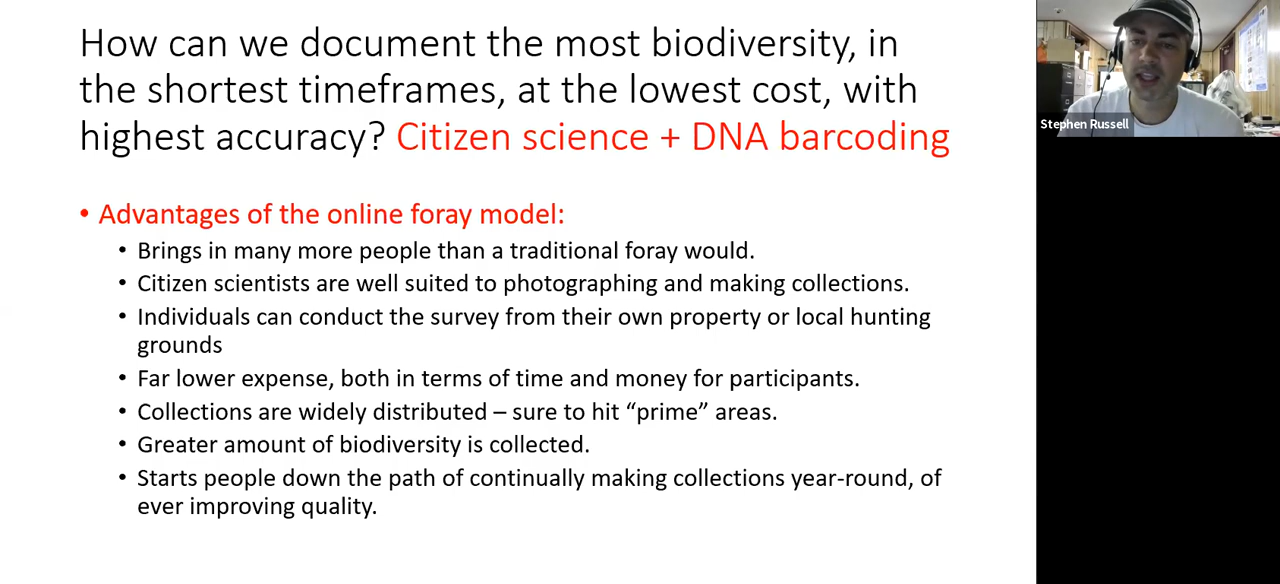 How can we document the most biodiversity, in
the shortest timeframes, at the lowest cost, with
highest accuracy? Citizen science + DNA barcoding
• Advantages of the online foray model:
• Brings in many more people than a traditional foray would.
• Citizen scientists are well suited to photographing and making collections.
• Individuals can conduct the survey from their own property or local hunting
grounds
• Far lower expense, both in terms of time and money for participants.
• Collections are widely distributed – sure to hit “prime” areas.
• Greater amount of biodiversity is collected.
• Starts people down the path of continually making collections year-round, of
ever improving quality.
Stephen Russell